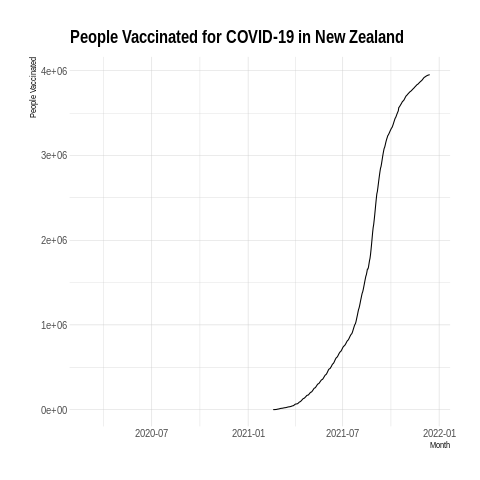 People Vaccinated for COVID-19 in New Zealand
People Vaccinated
4e+06
3e+06
2e+06
1e+06
0e+00
2020-07
2021-01
2021-07
2022-01
Month